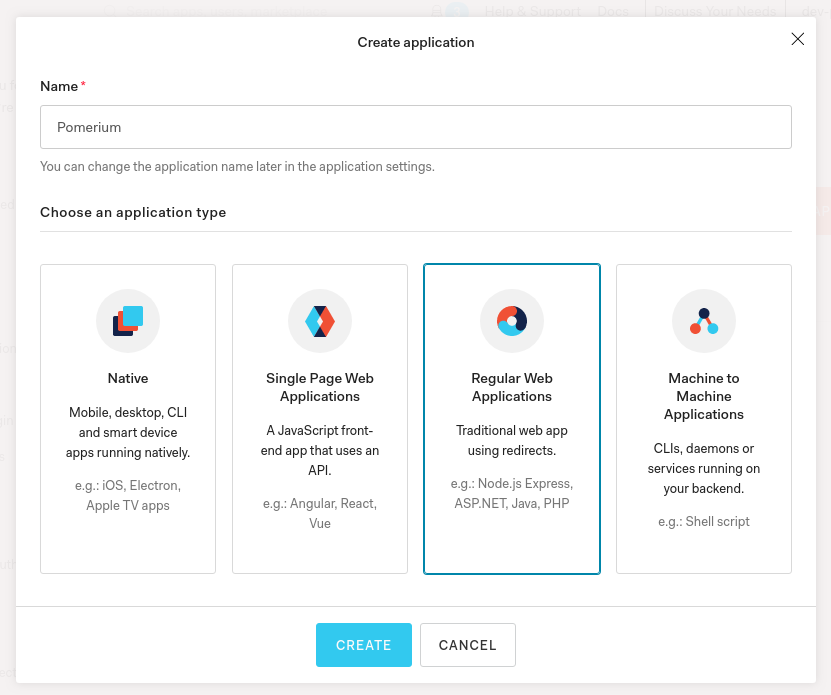 Help & Support Docs Discuss Your Needs dev-
Create application
Name *
Pomerium
You can change the application name later in the application settings.
Choose an application type
Native
Mobile, desktop, CLI
and smart device
apps running natively.
e.g.: iOS, Electron,
Apple TV apps
Single Page Web
Applications
A JavaScript front-
end app that uses an
API.
e.g.: Angular, React,
Vue
Regular Web
Applications
Traditional web app
using redirects.
e.g.: Node.js Express,
ASP.NET, Java, PHP
Machine to
Machine
Applications
CLIs, daemons or
services running on
your backend.
e.g.: Shell script
CREATE
CANCEL